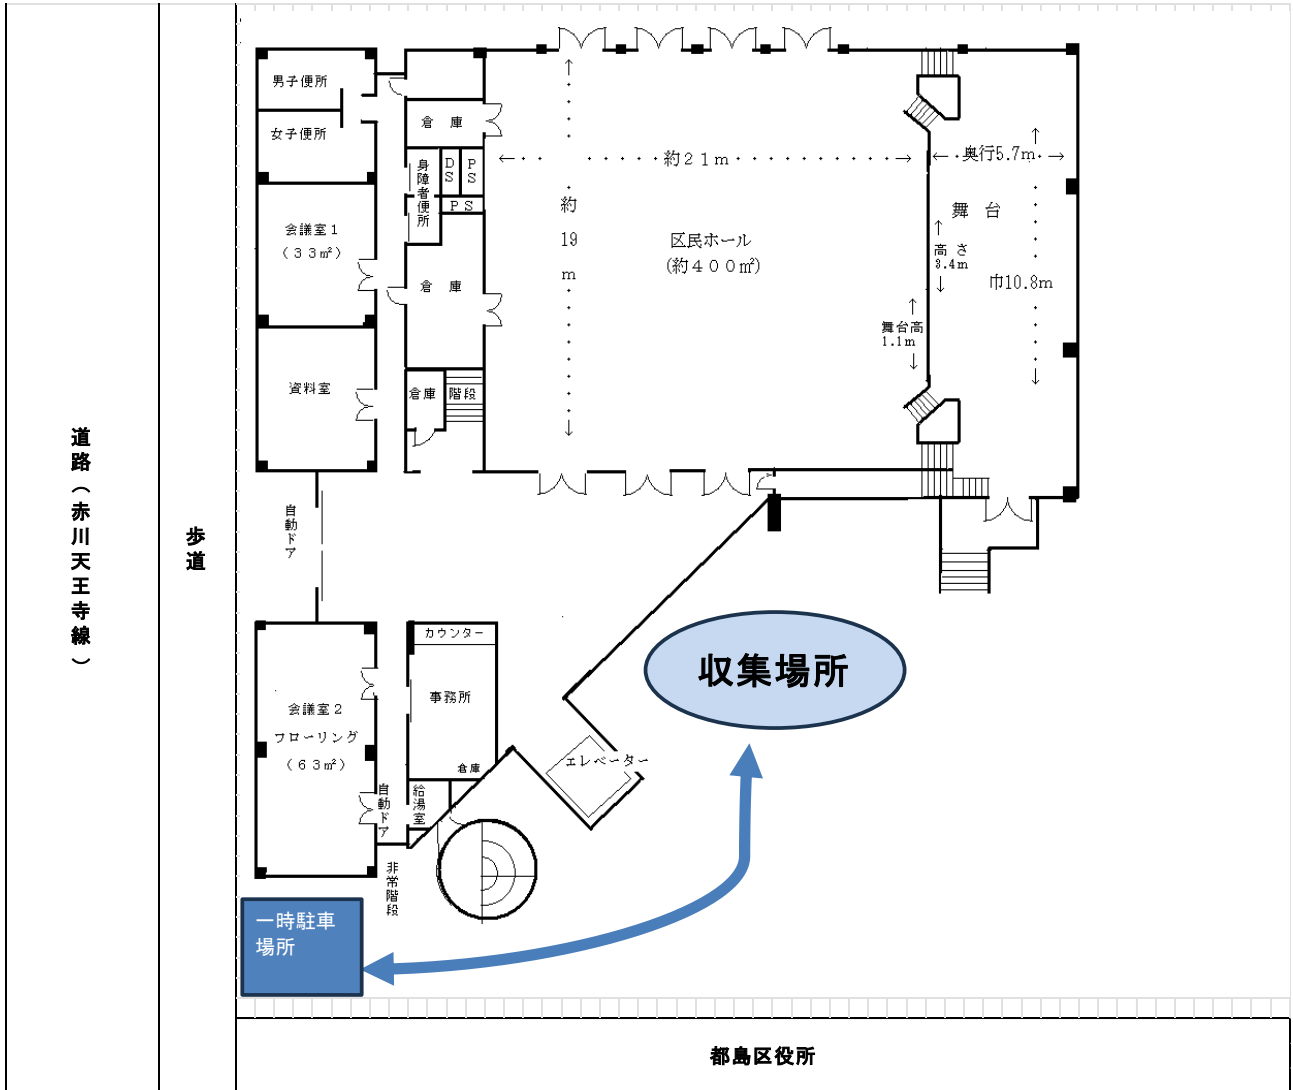 道路（赤川天王寺線）
歩道
男子便所
女子便所
会議室１
（３３㎡）
資料室
自動ドア
会議室２
フローリング
（６３㎡）
自動ドア
非常階段
倉　庫
身障者便所
ＤＳ
ＰＳ
ＰＳ
倉　庫
倉庫
階段
約２１ｍ
約19ｍ
区民ホール
(約４００㎡)
奥行5.7m
舞　台
高 さ
3.4m
巾10.8m
舞台高
1.1m
カウンター
事務所
倉庫
給湯室
エレベーター
収集場所
一時駐車
場所
都島区役所